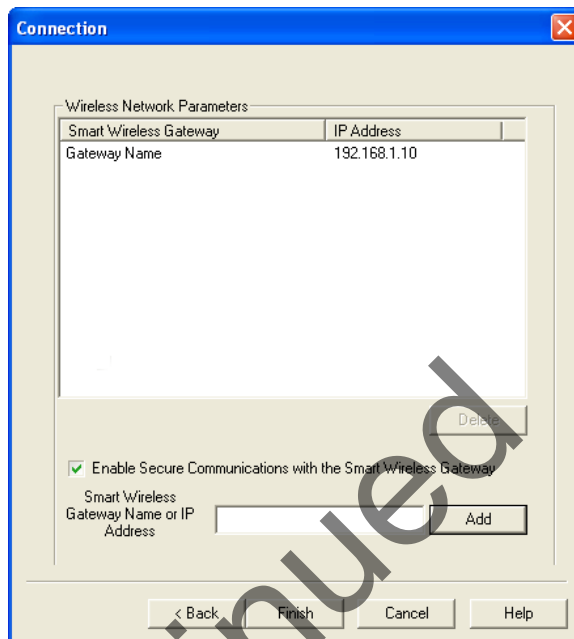 Connection
Wireless Network Parameters
Smart Wireless Gateway IP Address
Gateway Name 192.168.1.10
Delete
Enable Secure Communications with the Smart Wireless Gateway
Smart Wireless
Gateway Name or IP
Address
Add
< Back Finish Cancel Help
nued